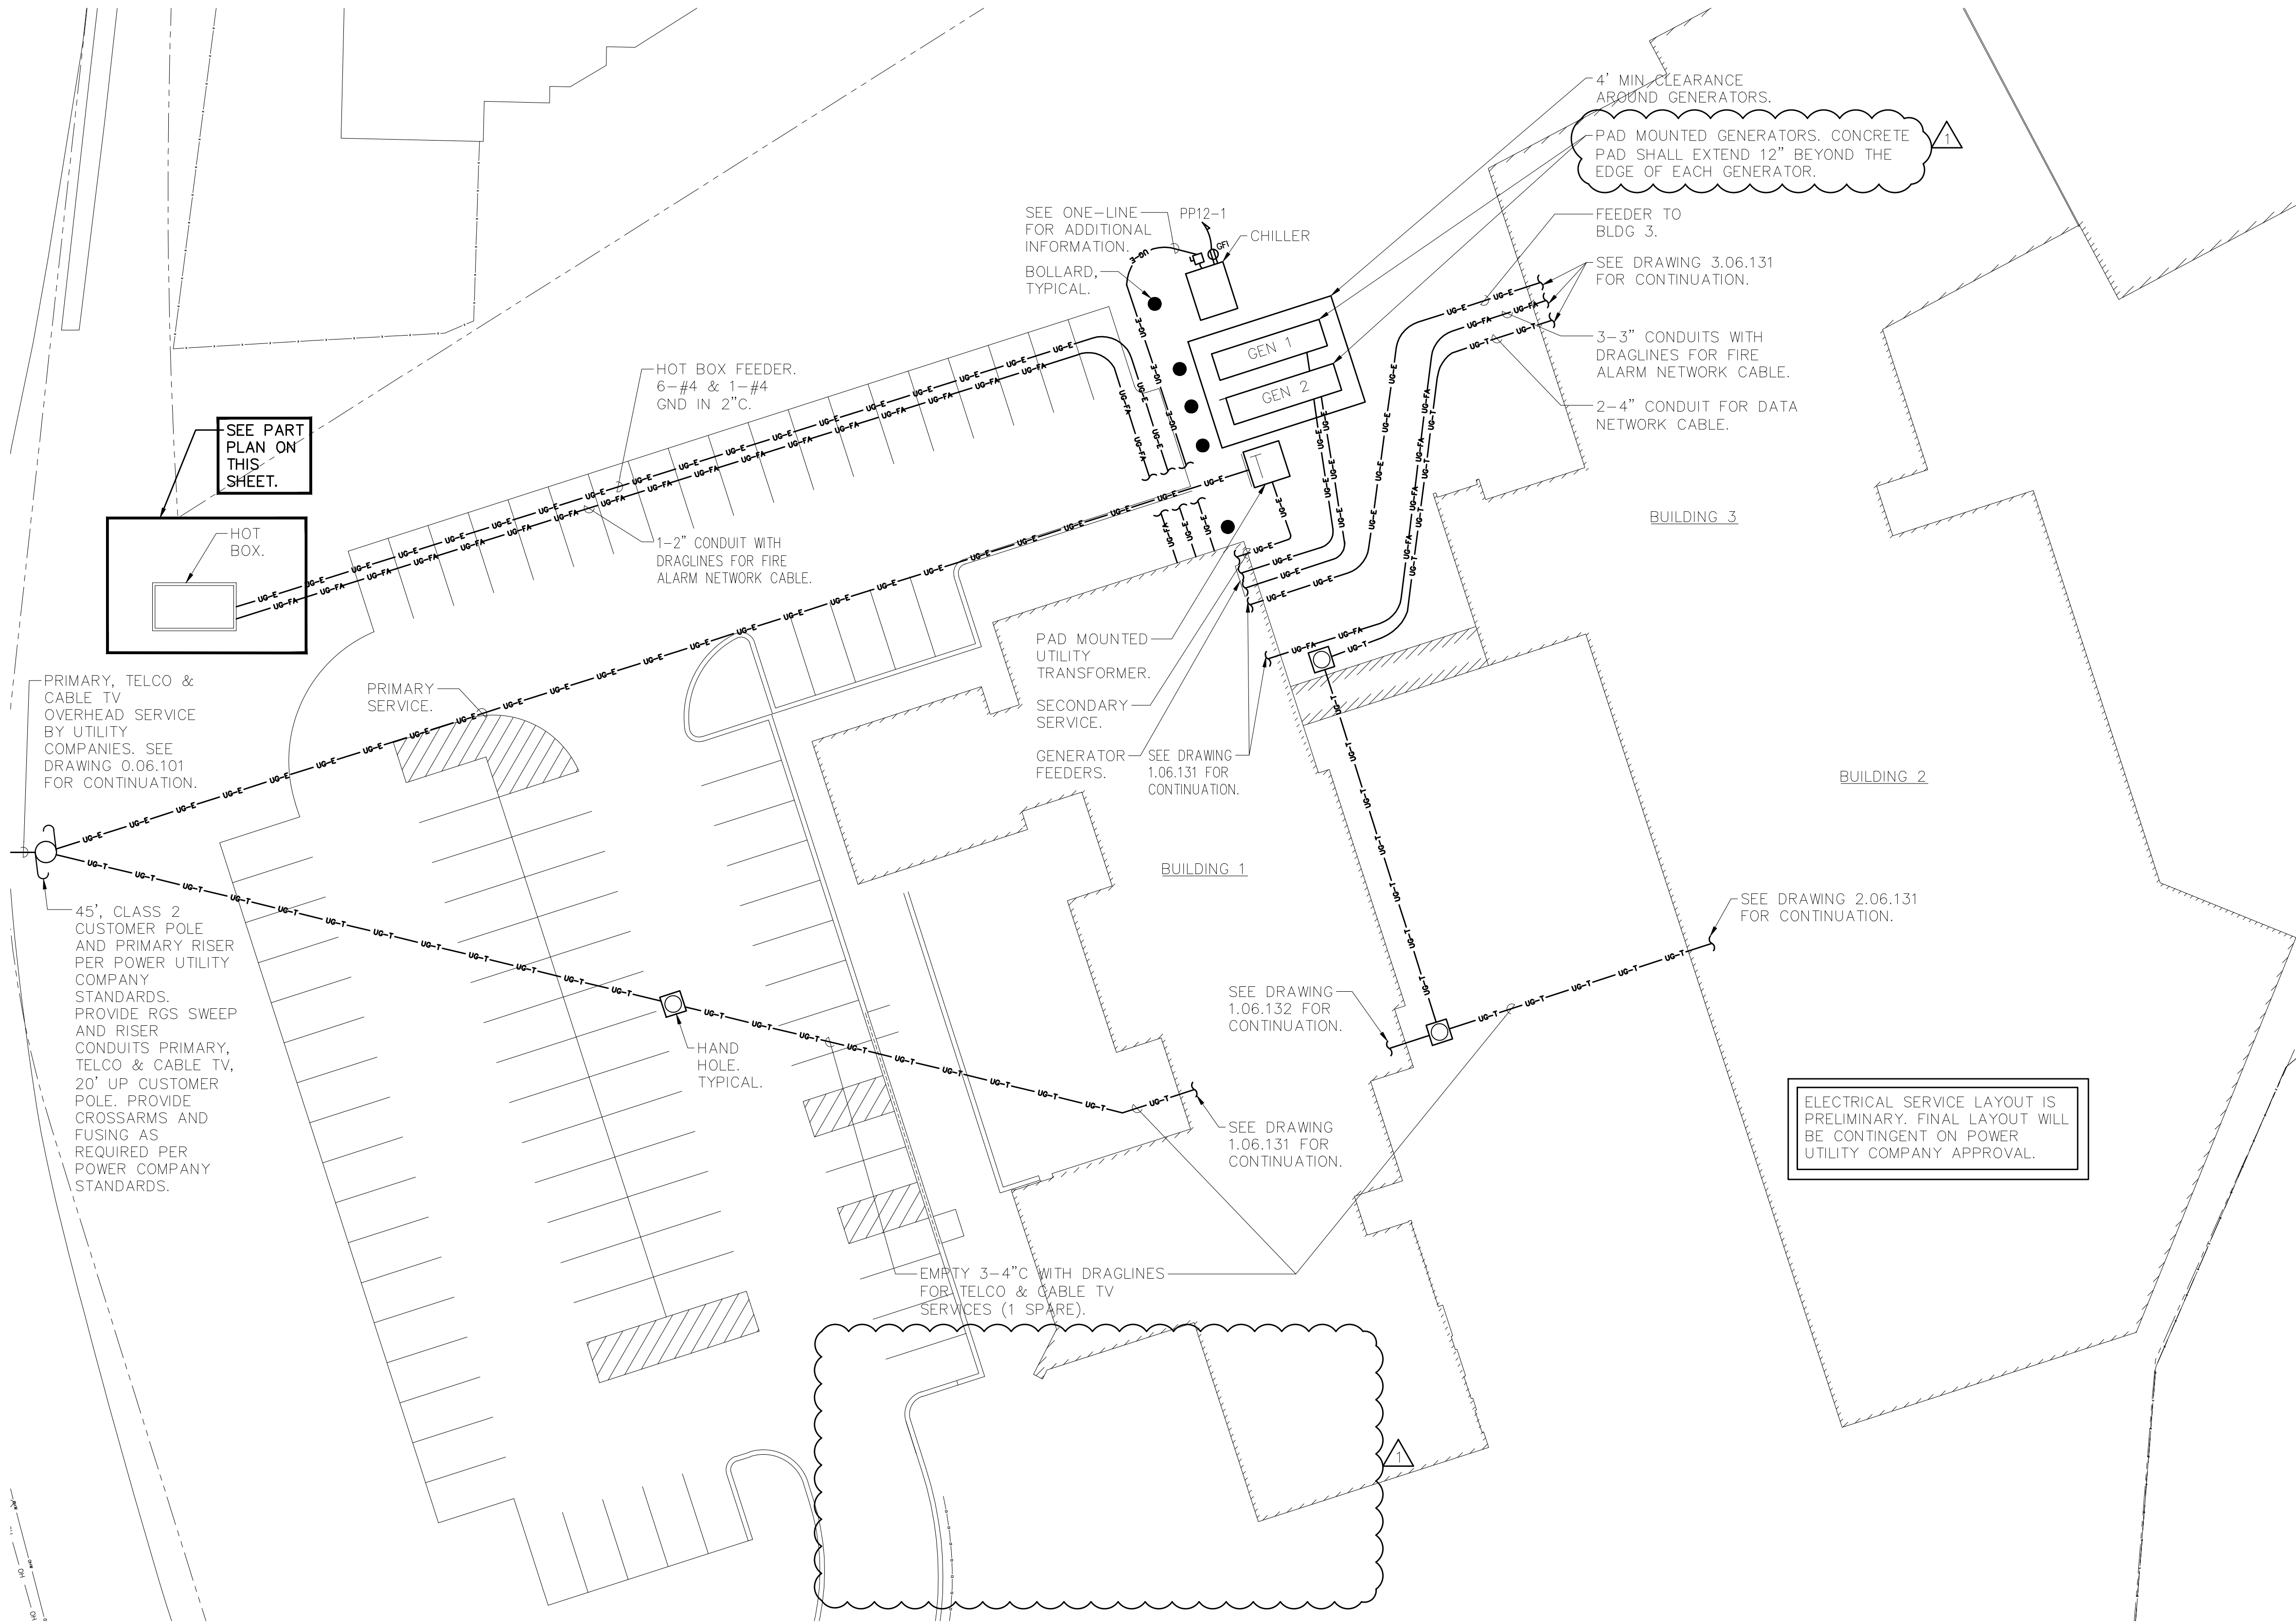 4' MIN CLEARANCE
AROUND GENERATORS.
PAD MOUNTED GENERATORS. CONCRETE
PAD SHALL EXTEND 12" BEYOND THE
EDGE OF EACH GENERATOR.
1
SEE ONE-LINE
FOR ADDITIONAL
INFORMATION.
PP12-1
GFI
CHILLER
BOLLARD,
TYPICAL.
FEEDER TO
BLDG 3.
SEE DRAWING 3.06.131
FOR CONTINUATION.
3-3" CONDUITS WITH
DRAGLINES FOR FIRE
ALARM NETWORK CABLE.
2-4" CONDUIT FOR DATA
NETWORK CABLE.
GEN 1
GEN 2
HOT BOX FEEDER.
6-#4 & 1-#4
GND IN 2"C.
SEE PART
PLAN ON
THIS
SHEET.
HOT
BOX.
1-2" CONDUIT WITH
DRAGLINES FOR FIRE
ALARM NETWORK CABLE.
UG-E
UG-FA
UG-T
BUILDING 3
PAD MOUNTED
UTILITY
TRANSFORMER.
SECONDARY
SERVICE.
GENERATOR
FEEDERS.
SEE DRAWING
1.06.131 FOR
CONTINUATION.
PRIMARY, TELCO &
CABLE TV
OVERHEAD SERVICE
BY UTILITY
COMPANIES. SEE
DRAWING 0.06.101
FOR CONTINUATION.
PRIMARY
SERVICE.
BUILDING 2
BUILDING 1
45', CLASS 2
CUSTOMER POLE
AND PRIMARY RISER
PER POWER UTILITY
COMPANY
STANDARDS.
PROVIDE RGS SWEEP
AND RISER
CONDUITS PRIMARY,
TELCO & CABLE TV,
20' UP CUSTOMER
POLE. PROVIDE
CROSSARMS AND
FUSING AS
REQUIRED PER
POWER COMPANY
STANDARDS.
SEE DRAWING 2.06.131
FOR CONTINUATION.
SEE DRAWING
1.06.132 FOR
CONTINUATION.
HAND
HOLE.
TYPICAL.
SEE DRAWING
1.06.131 FOR
CONTINUATION.
ELECTRICAL SERVICE LAYOUT IS
PRELIMINARY. FINAL LAYOUT WILL
BE CONTINGENT ON POWER
UTILITY COMPANY APPROVAL.
EMPTY 3-4"C WITH DRAGLINES
FOR TELCO & CABLE TV
SERVICES (1 SPARE).
1
OH
OH